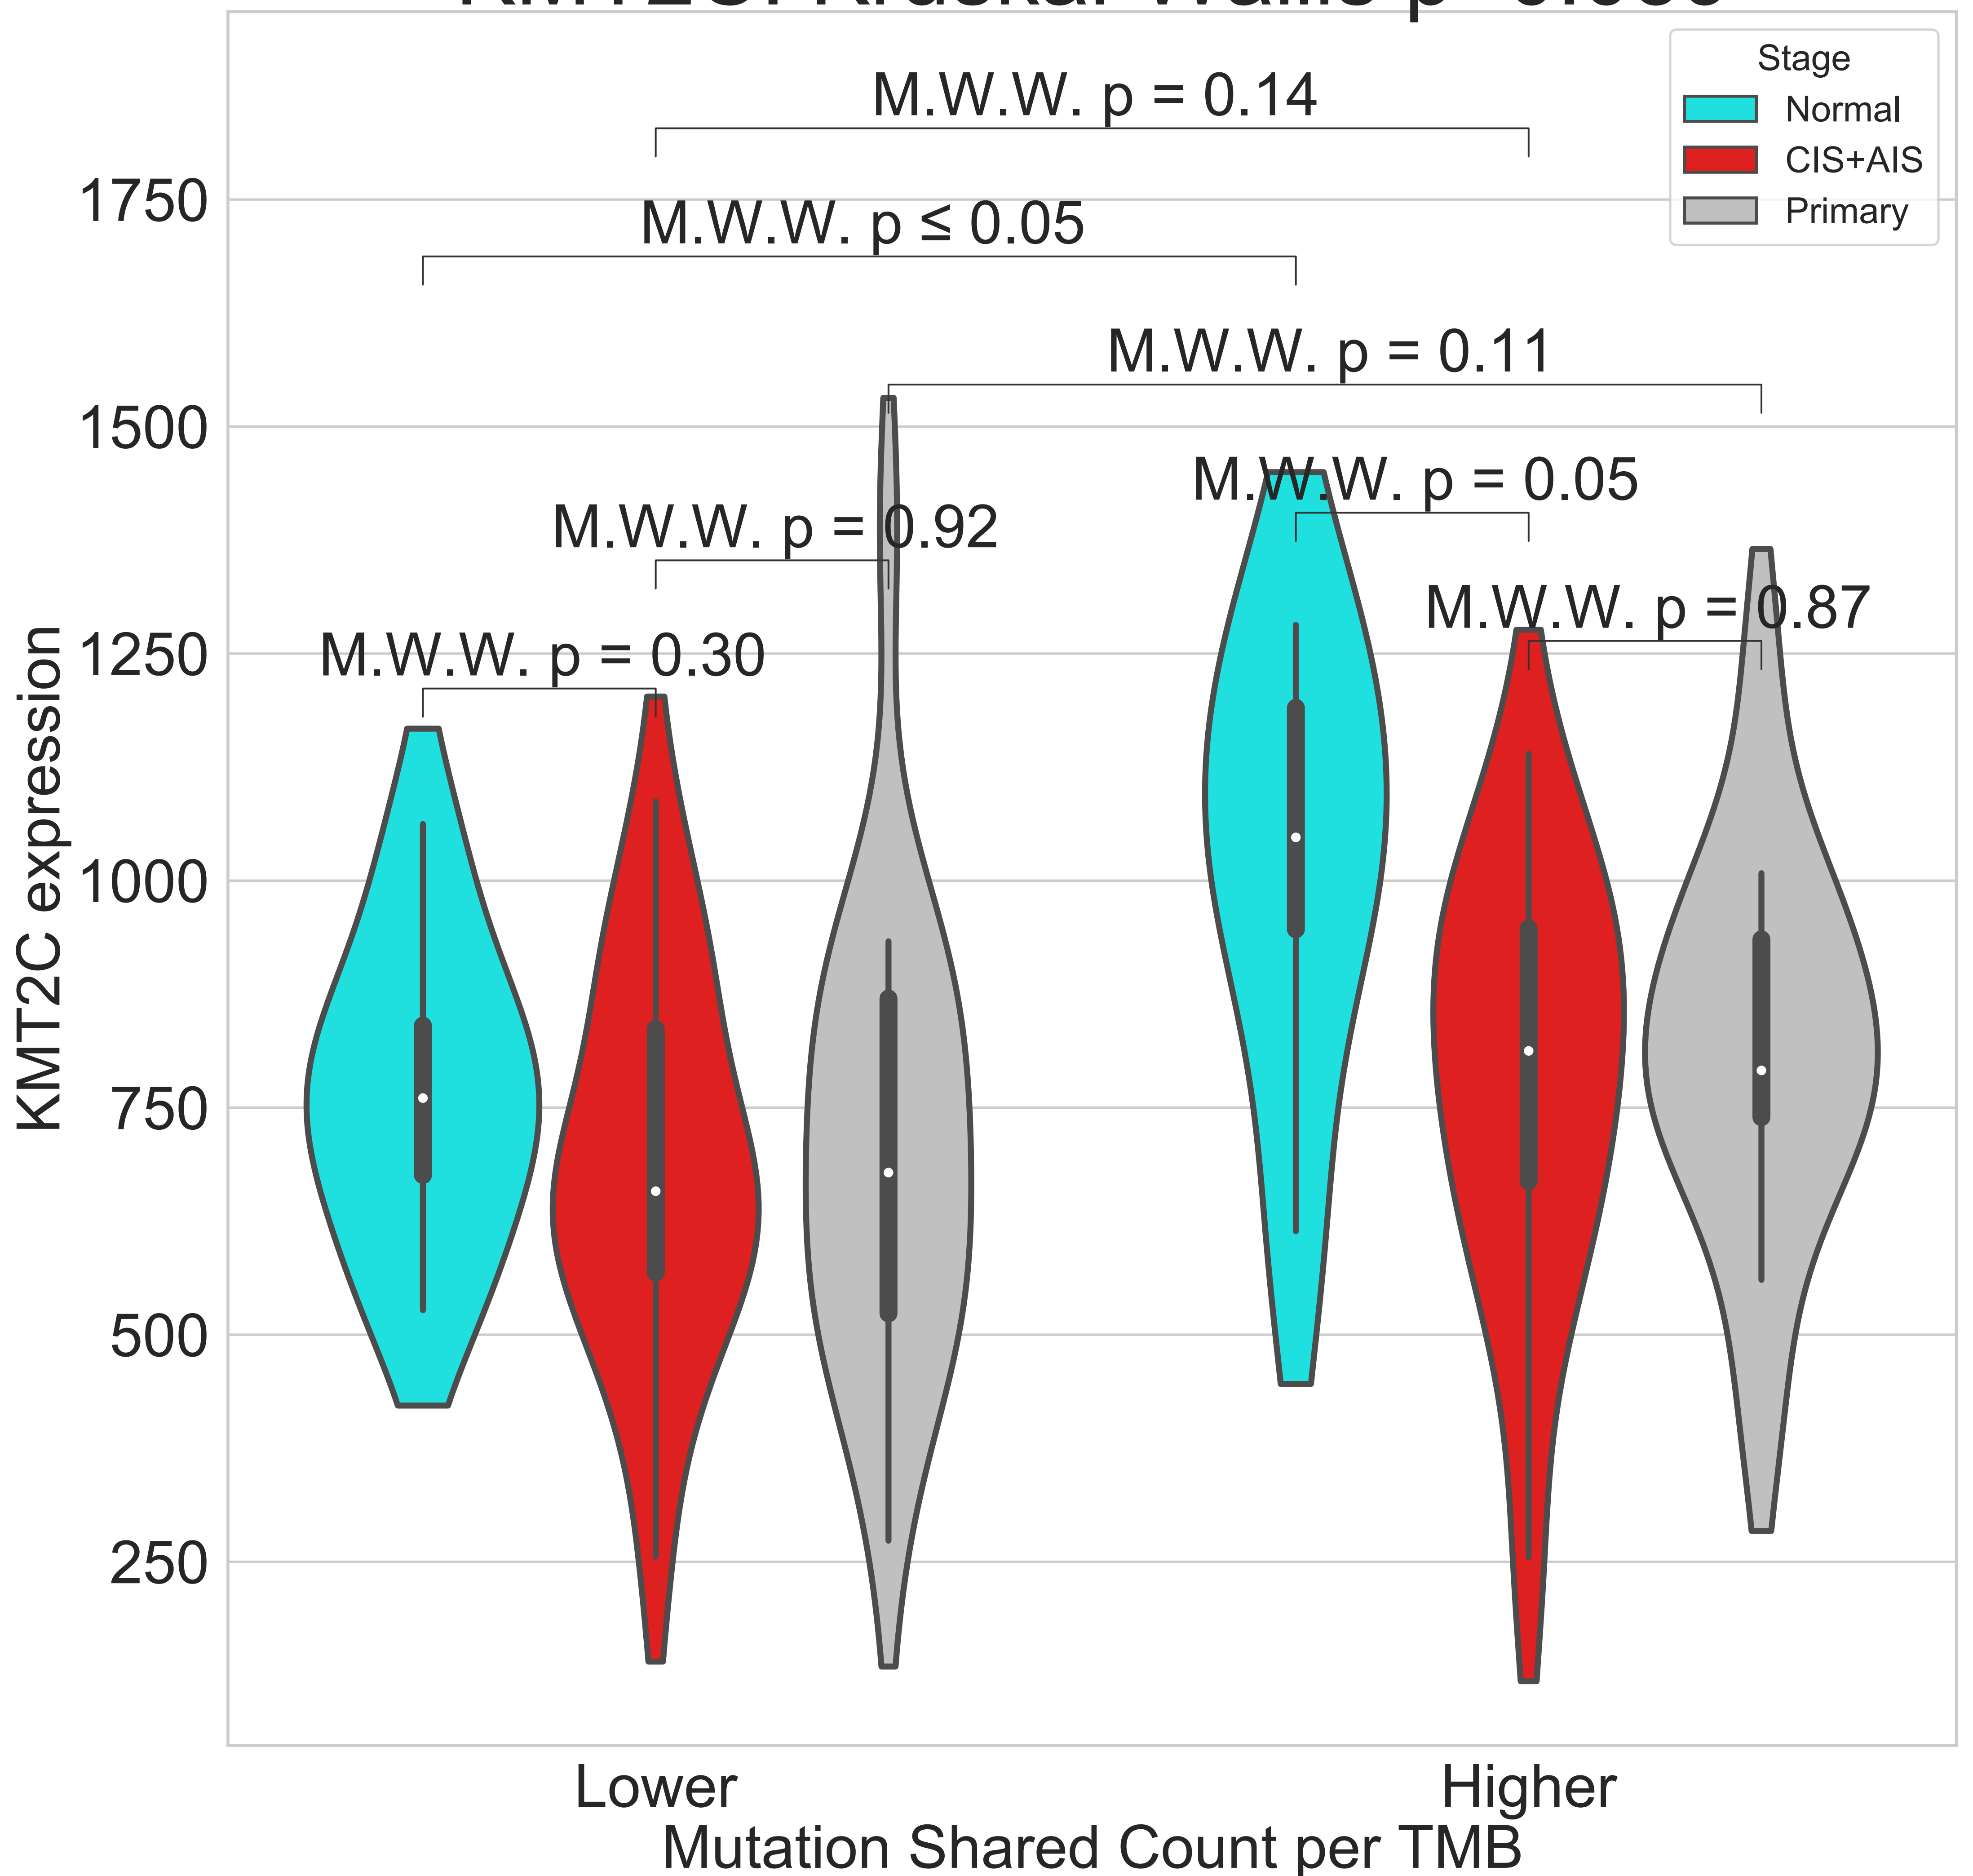 Stage
Normal
CIS+AIS
Primary
M.W.W. p = 0.14
M.W.W. p ≤ 0.05
M.W.W. p = 0.11
M.W.W. p = 0.05
M.W.W. p = 0.92
M.W.W. p = 0.87
M.W.W. p = 0.30
1750
1500
1250
1000
750
500
250
KMT2C expression
Lower
Higher
Mutation Shared Count per TMB